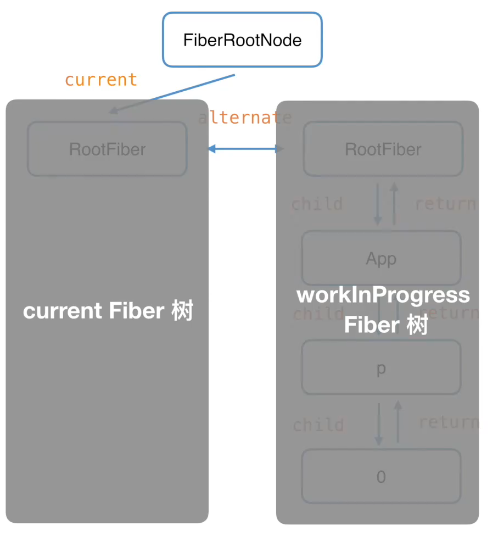 FiberRootNode
current
alternate
RootFiber
RootFiber
child
return
App
current Fiber 树
workInProgress
Fiber 树
child
return
p
child
return
0